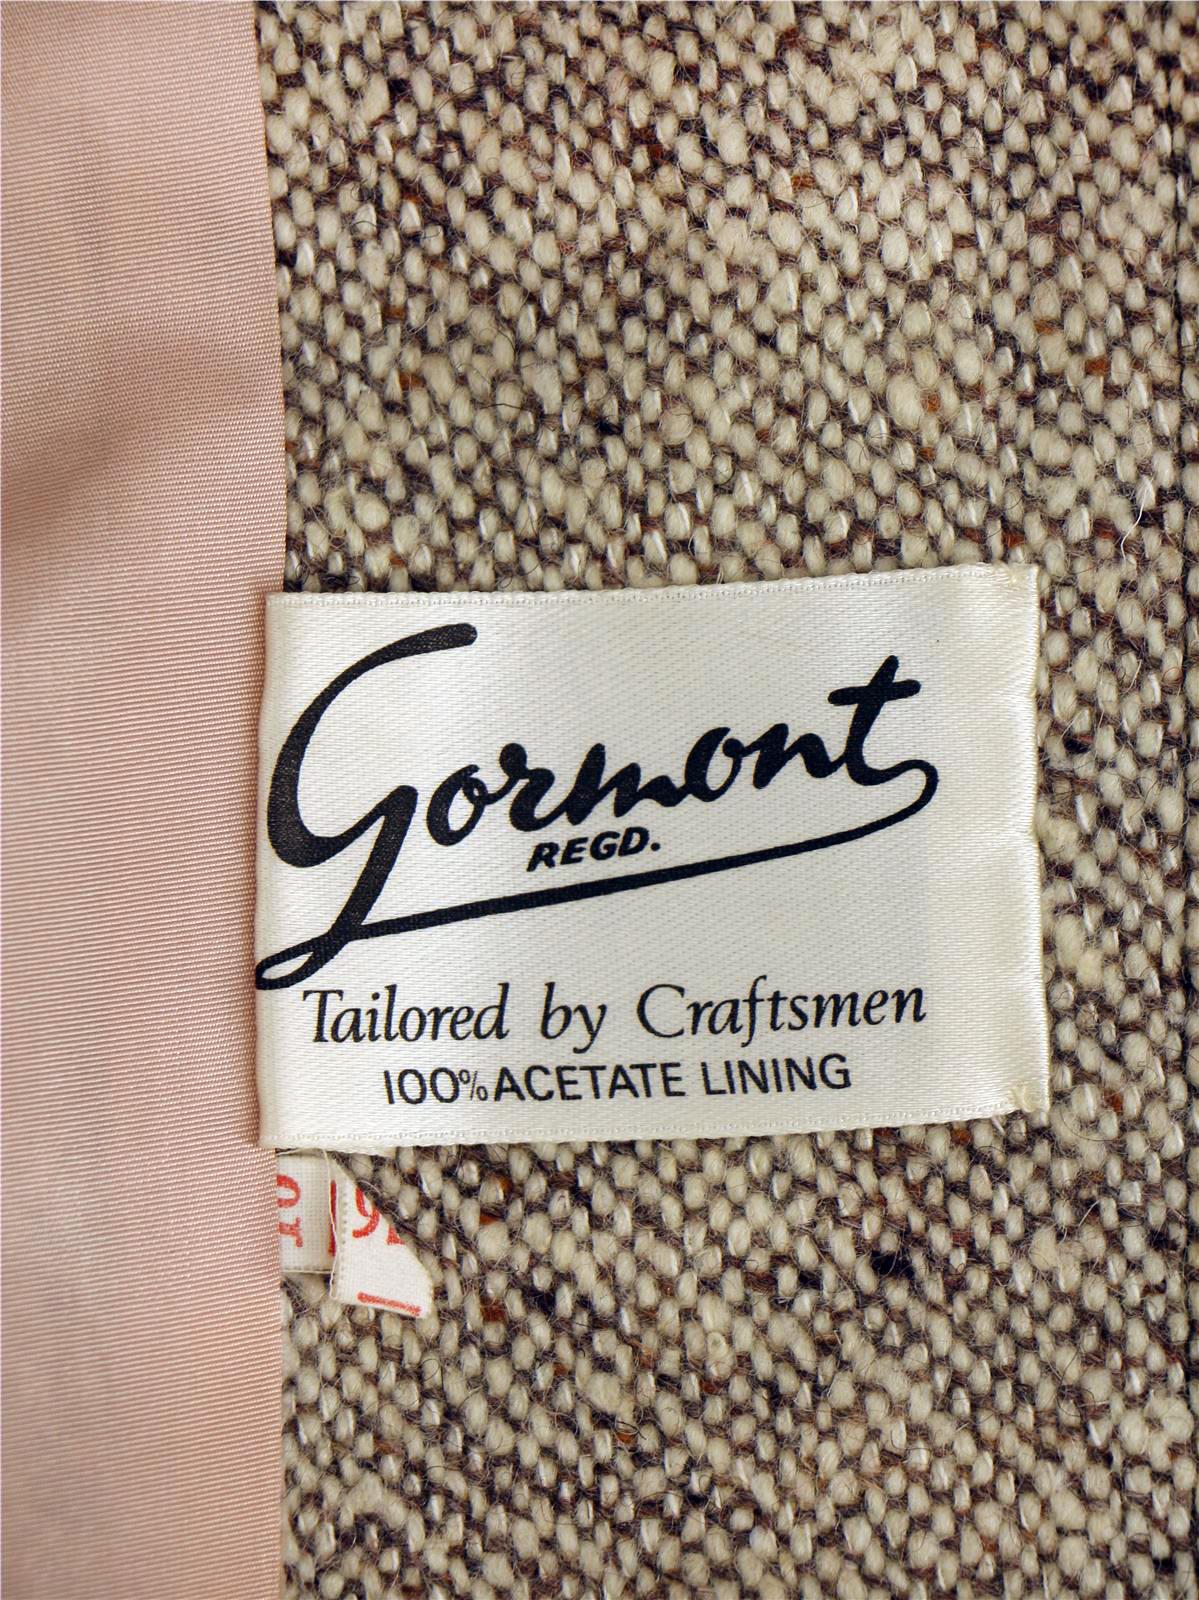 Gormont
REGD.
Tailored by Craftsmen
100% ACETATE LINING